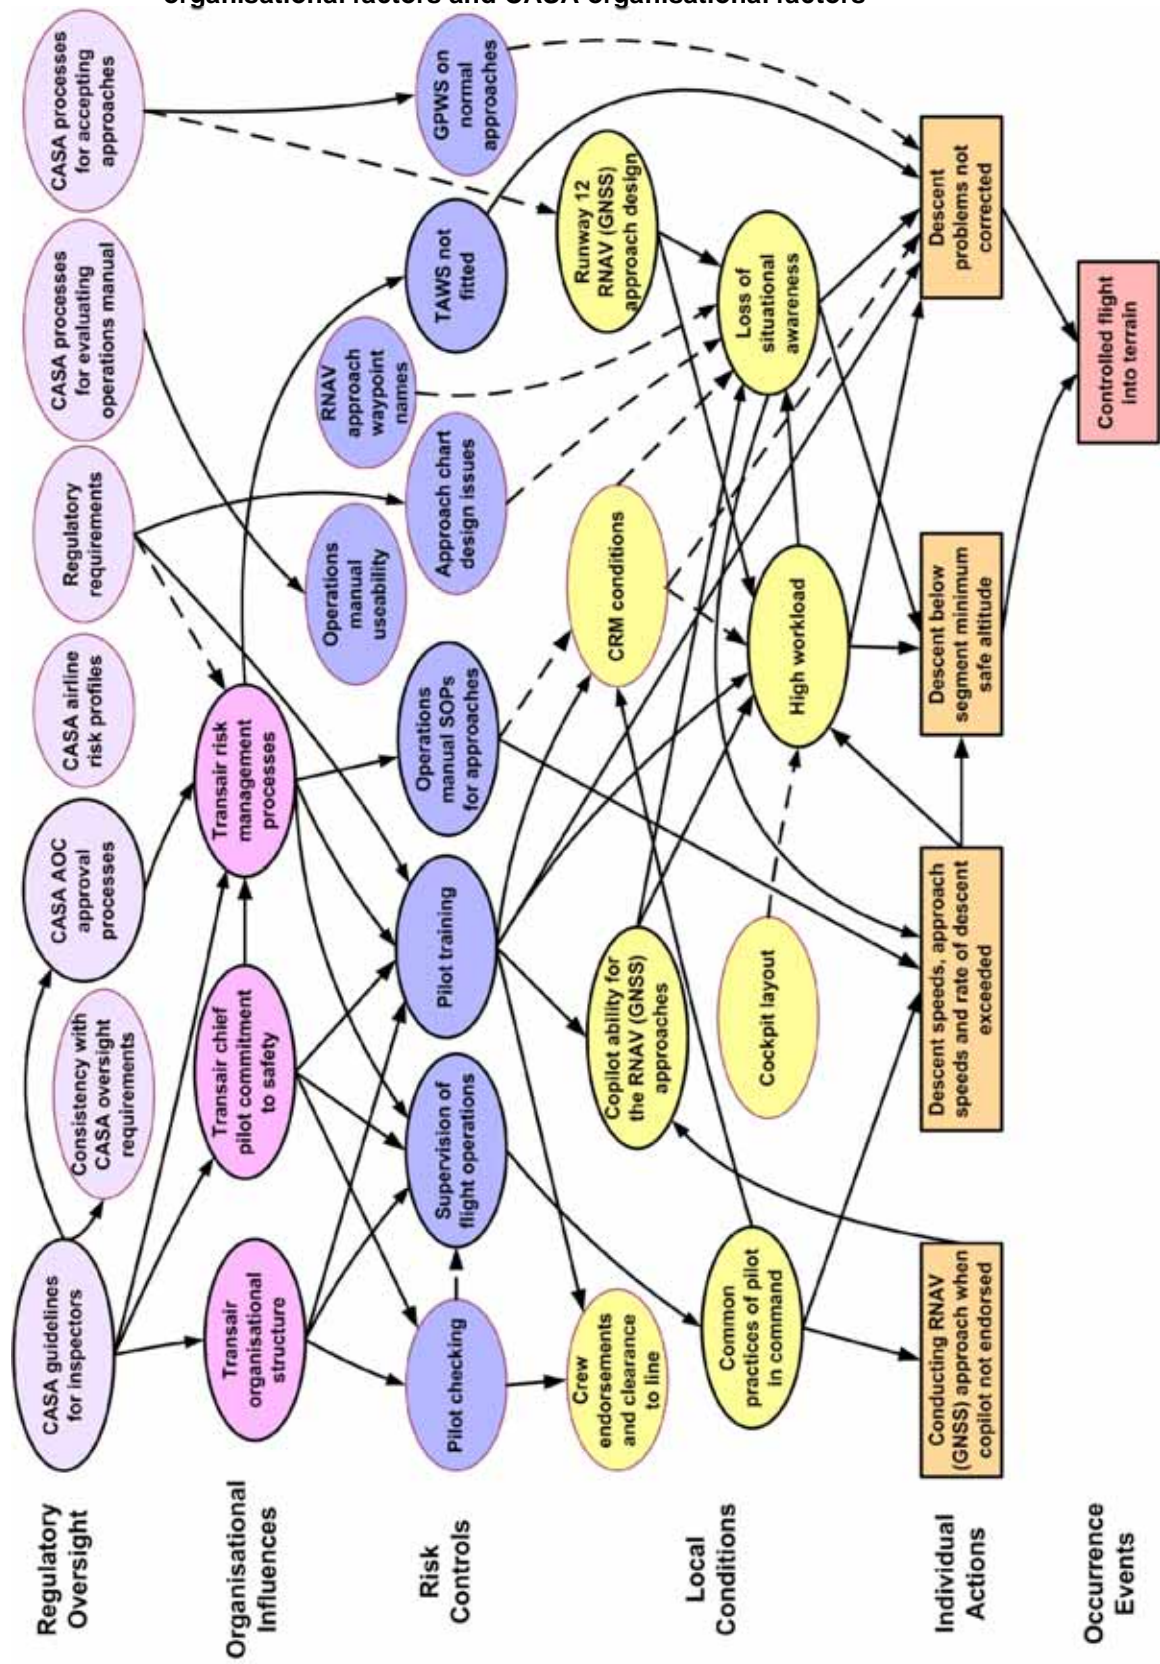 organisational factors and CASA organisational factors
Regulatory
Oversight
CASA guidelines
for inspectors
Consistency with
CASA oversight
requirements
CASA AOC
approval
processes
CASA airline
risk profiles
Regulatory
requirements
CASA processes
for evaluating
operations manual
CASA processes
for accepting
approaches
Organisational
Influences
Transair
organisational
structure
Transair chief
pilot commitment
to safety
Transair risk
management
processes
Risk
Controls
Pilot checking
Supervision of
flight operations
Pilot training
Operations
manual SOPs
for approaches
Operations
manual
useability
Approach chart
design issues
RNAV
approach
waypoint
names
TAWS not
fitted
GPWS on
normal
approaches
Local
Conditions
Crew
endorsements
and clearance
to line
Common
practices of pilot
in command
Copilot ability for
the RNAV (GNSS)
approaches
Cockpit layout
CRM conditions
High workload
Runway 12
RNAV (GNSS)
approach design
Loss of
situational
awareness
Individual
Actions
Conducting RNAV
(GNSS) approach when
copilot not endorsed
Descent speeds, approach
speeds and rate of descent
exceeded
Descent below
segment minimum
safe altitude
Descent
problems not
corrected
Occurrence
Events
Controlled flight
into terrain